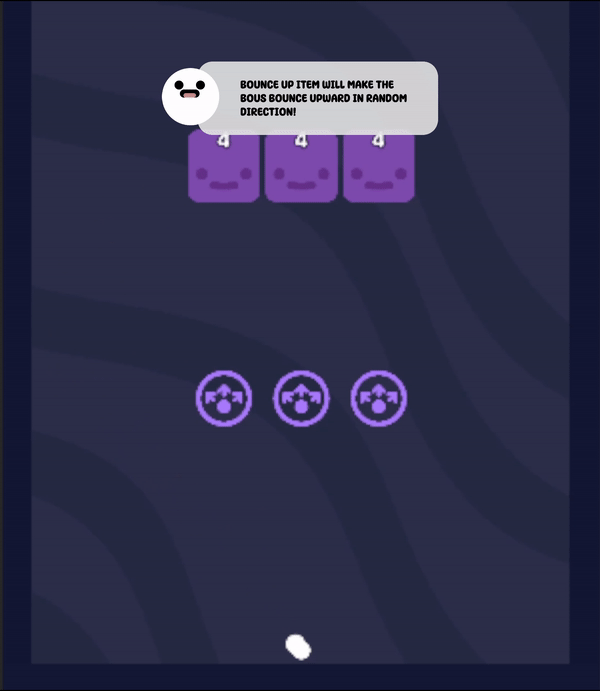 BOUNCE UP ITEM WILL MAKE THE
BOUS BOUNCE UPWARD IN RANDOM
DIRECTION!
4 4 4